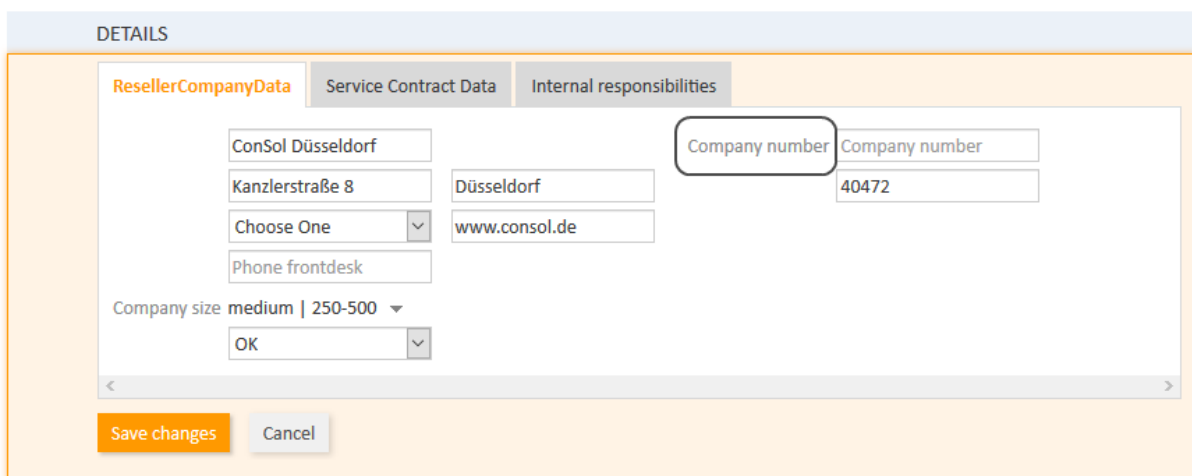 DETAILS
ResellerCompanyData Service Contract Data Internal responsibilities
ConSol Düsseldorf Company number Company number
Kanzlerstraße 8 Düsseldorf 40472
Choose One www.consol.de
Phone frontdesk
Company size medium | 250-500
OK
Save changes Cancel